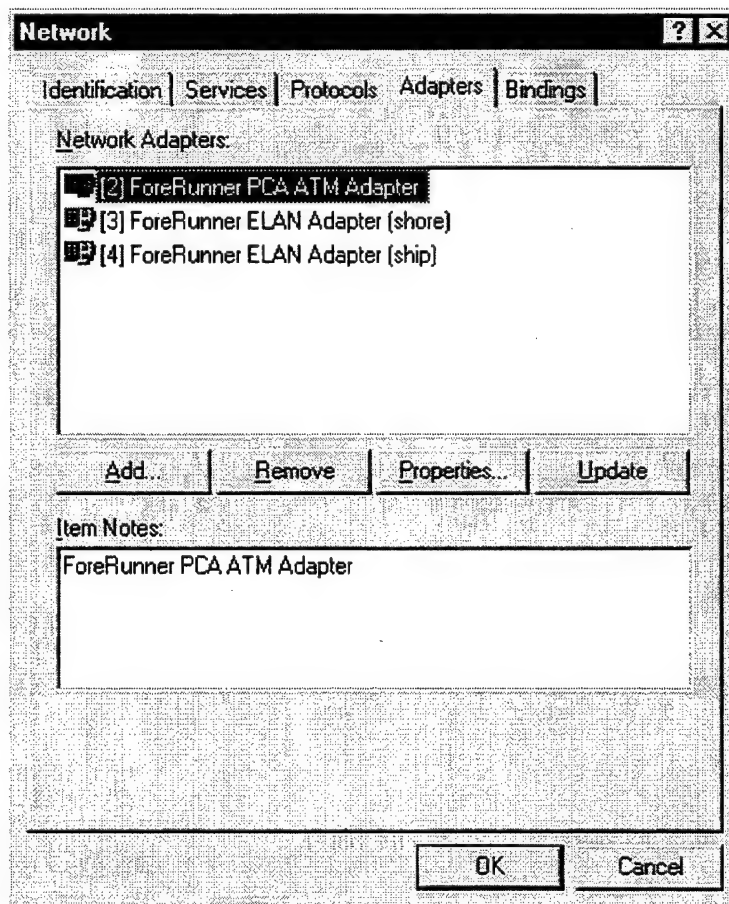 Network
? X
Identification Services Protocols Adapters Bindings
Network Adapters:
[2] ForeRunner PCA ATM Adapter
[3] ForeRunner ELAN Adapter (shore)
[4] ForeRunner ELAN Adapter (ship)
Add... Remove Properties... Update
Item Notes:
ForeRunner PCA ATM Adapter
OK Cancel